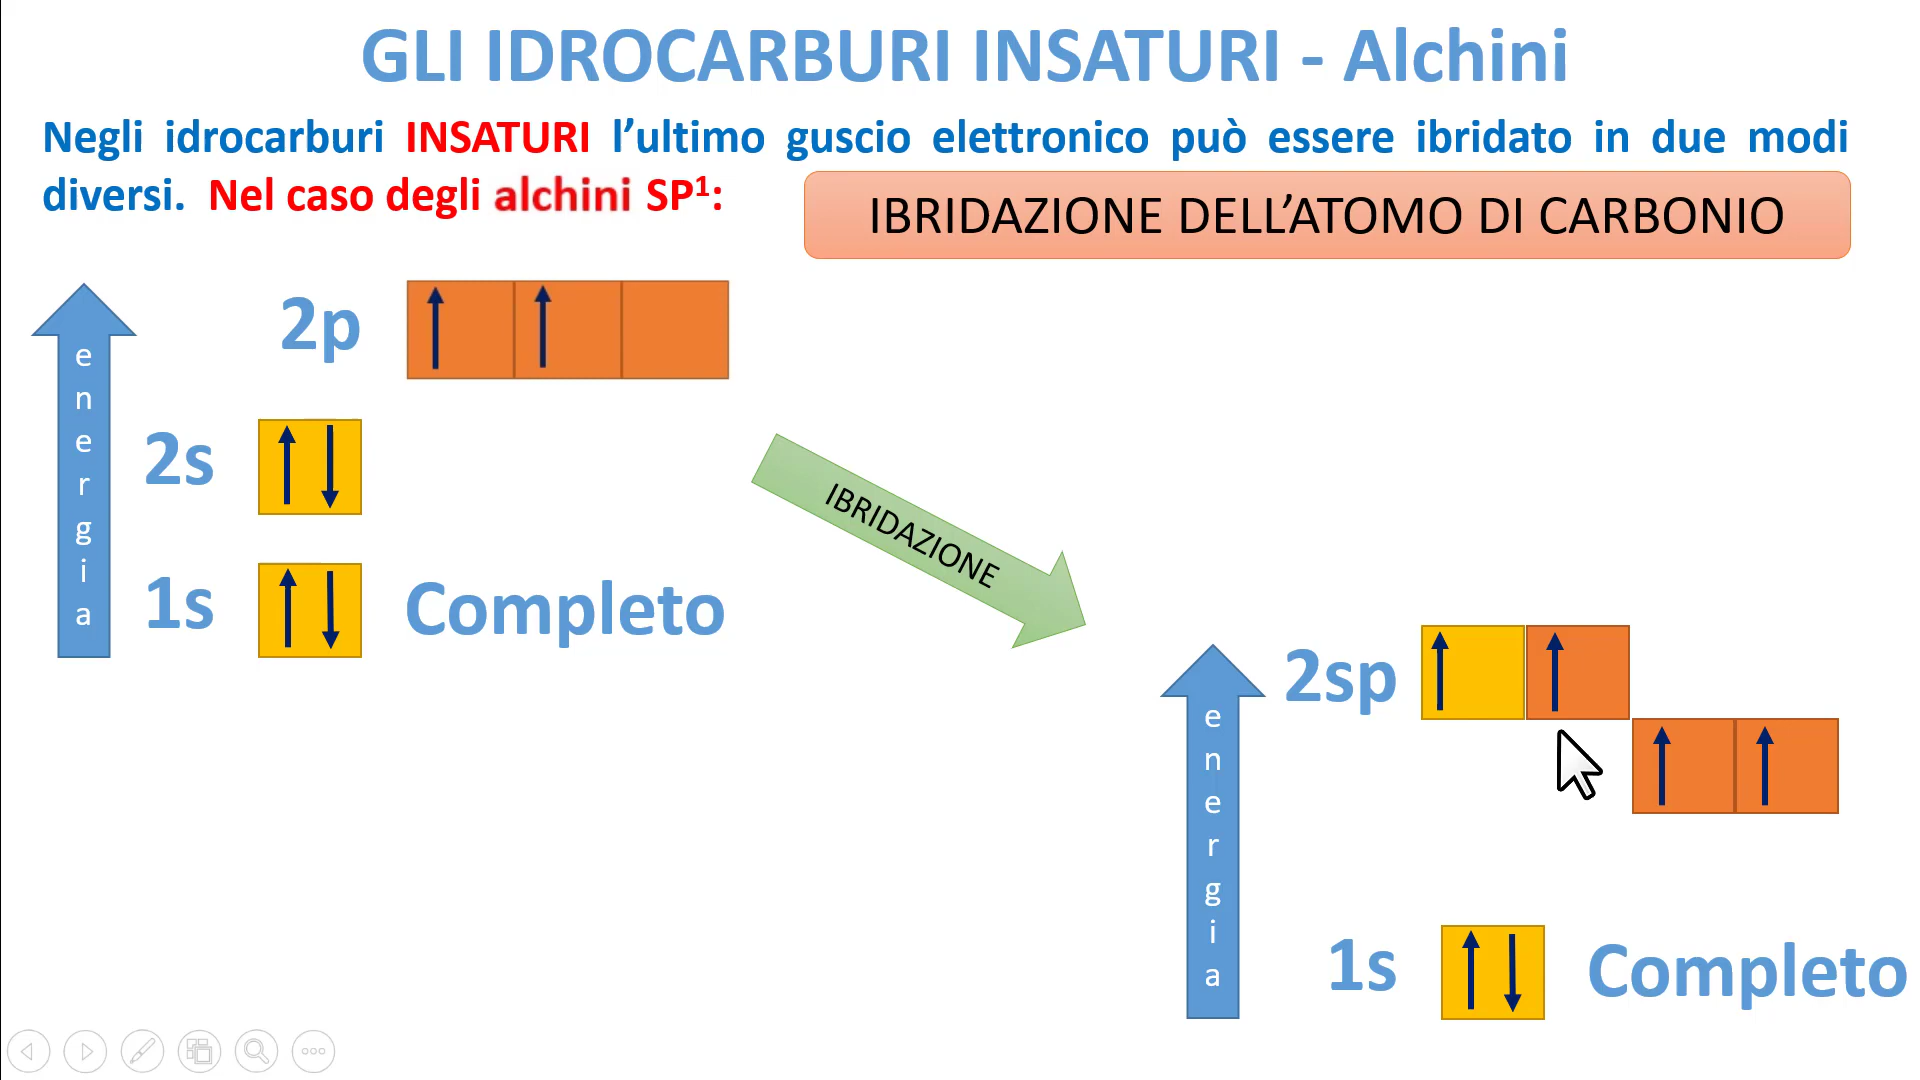 GLI IDROCARBURI INSATURI - Alchini
Negli idrocarburi INSATURI l’ultimo guscio elettronico può essere ibridato in due modi
diversi. Nel caso degli alchini SP¹:
IBRIDAZIONE DELL’ATOMO DI CARBONIO
energia
2p
2s
1s
Completo
IBRIDAZIONE
energia
2sp
1s
Completo